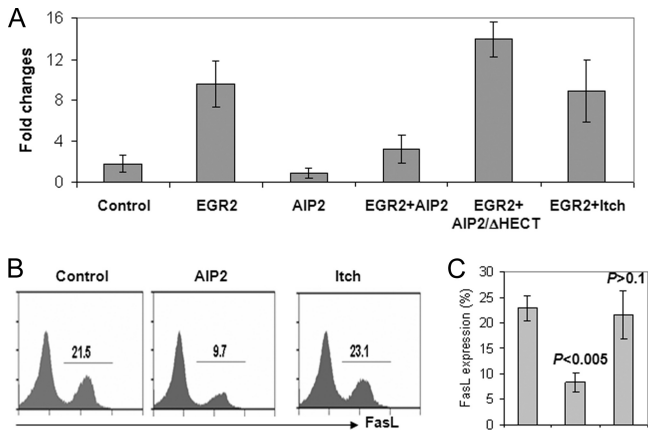 A
Fold changes
16
12
8
4
0
Control EGR2 AIP2 EGR2+AIP2 EGR2+ AIP2/ΔHECT EGR2+Itch
B
Control AIP2 Itch
21.5 9.7 23.1
FasL
C
FasL expression (%)
30
25
20
15
10
5
0
P<0.005
P>0.1